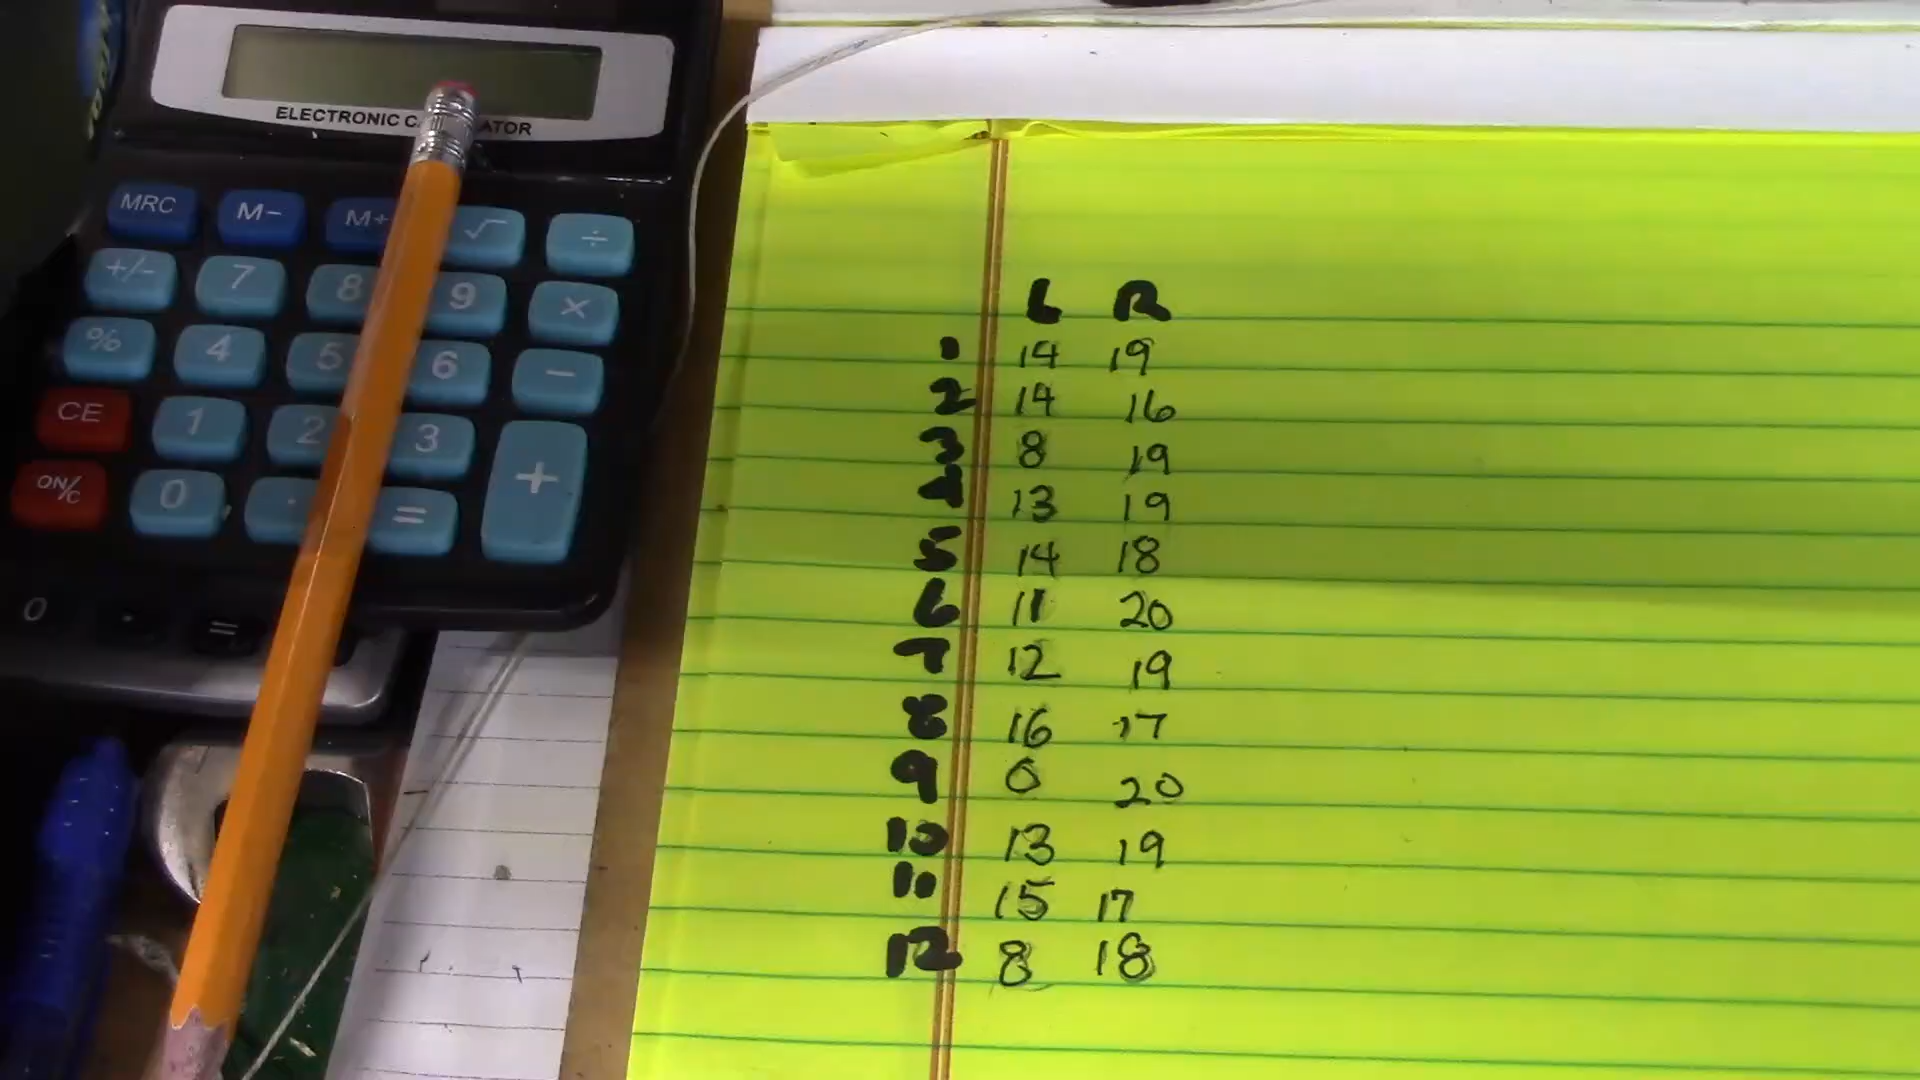 ELECTRONIC
MRC M- M+ √ ÷
+/- 7 8 9 ×
% 4 5 6 −
CE 1 2 3
ON/C 0 · = +
0 · =
L R
1 14 19
2 14 16
3 8 19
4 13 19
5 14 18
6 11 20
7 12 19
8 16 17
9 0 20
10 13 19
11 15 17
12 8 18